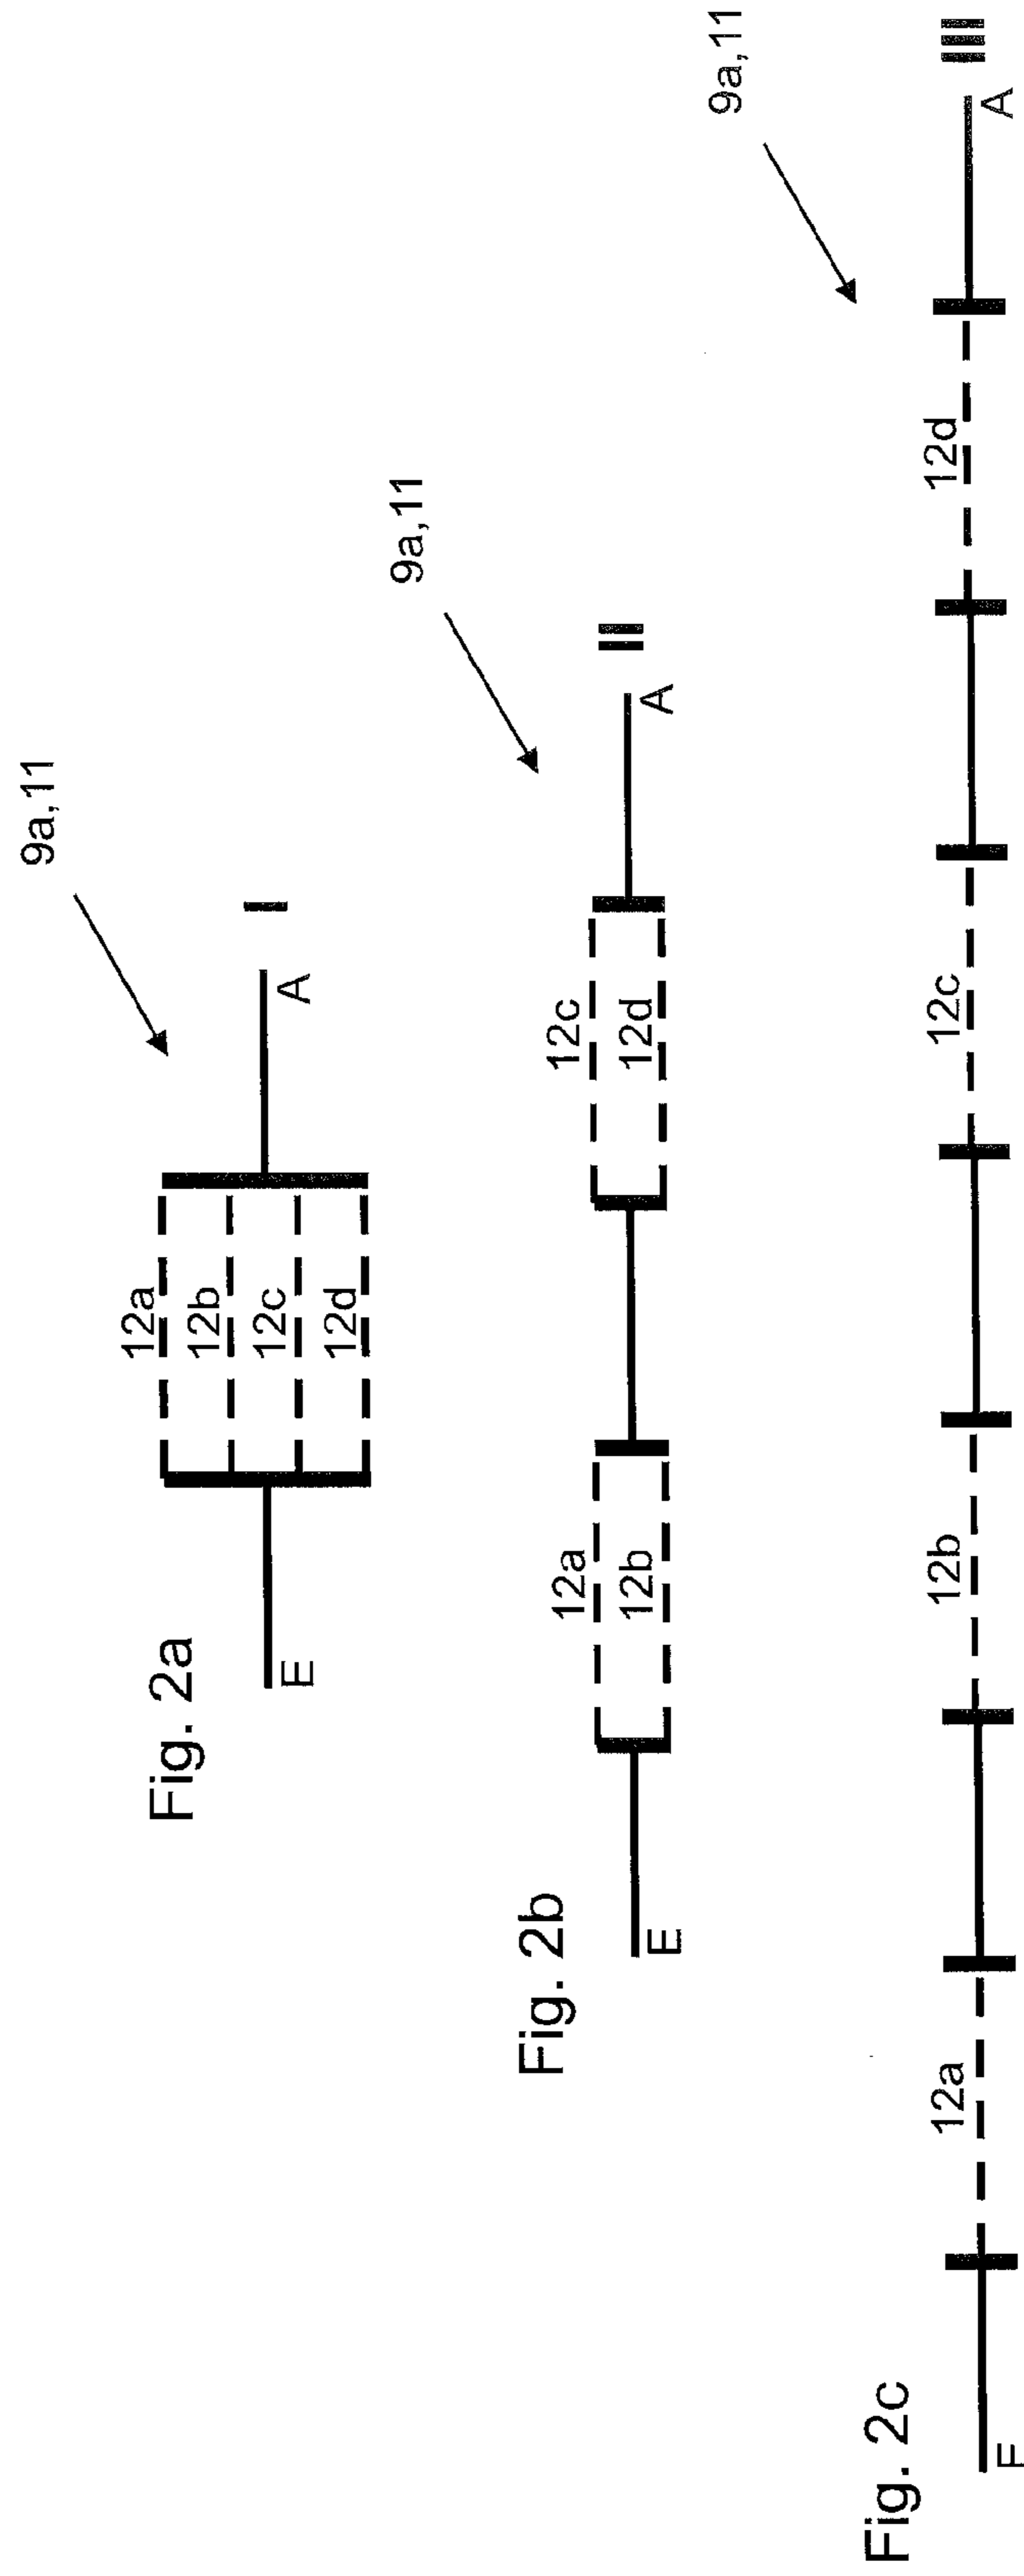 9a,11
I
12a
12b
12c
12d
E
A
Fig. 2a
9a,11
II
12a
12b
12c
12d
E
A
Fig. 2b
9a,11
III
12a
12b
12c
12d
E
A
Fig. 2c